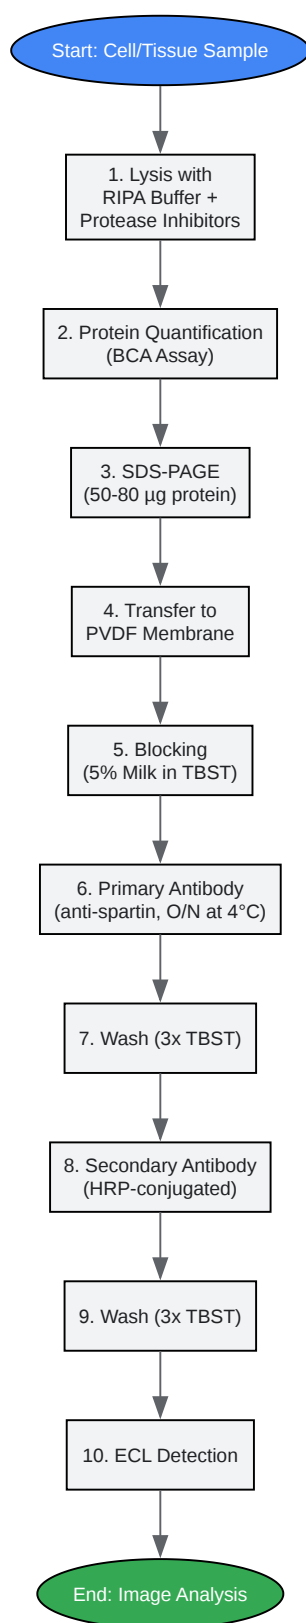 Start: Cell/Tissue Sample
1. Lysis with
RIPA Buffer +
Protease Inhibitors
2. Protein Quantification
(BCA Assay)
3. SDS-PAGE
(50-80 µg protein)
4. Transfer to
PVDF Membrane
5. Blocking
(5% Milk in TBST)
6. Primary Antibody
(anti-spartin, O/N at 4°C)
7. Wash (3x TBST)
8. Secondary Antibody
(HRP-conjugated)
9. Wash (3x TBST)
10. ECL Detection
End: Image Analysis